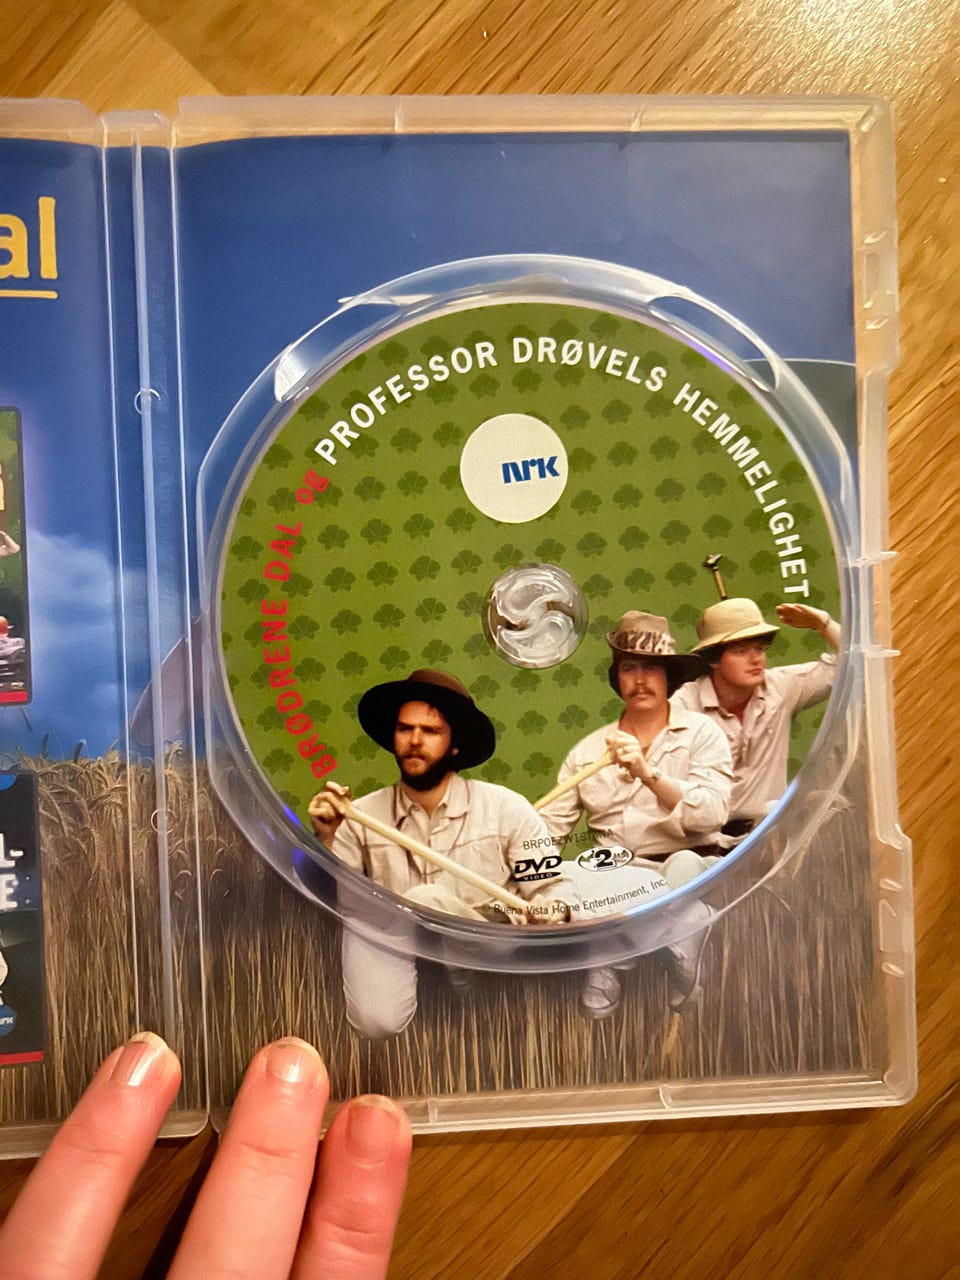 al
BRØDRENE DAL og PROFESSOR DRØVELS HEMMELIGHET
nrk
DVD
VIDEO
2
© Buena Vista Home Entertainment, Inc.